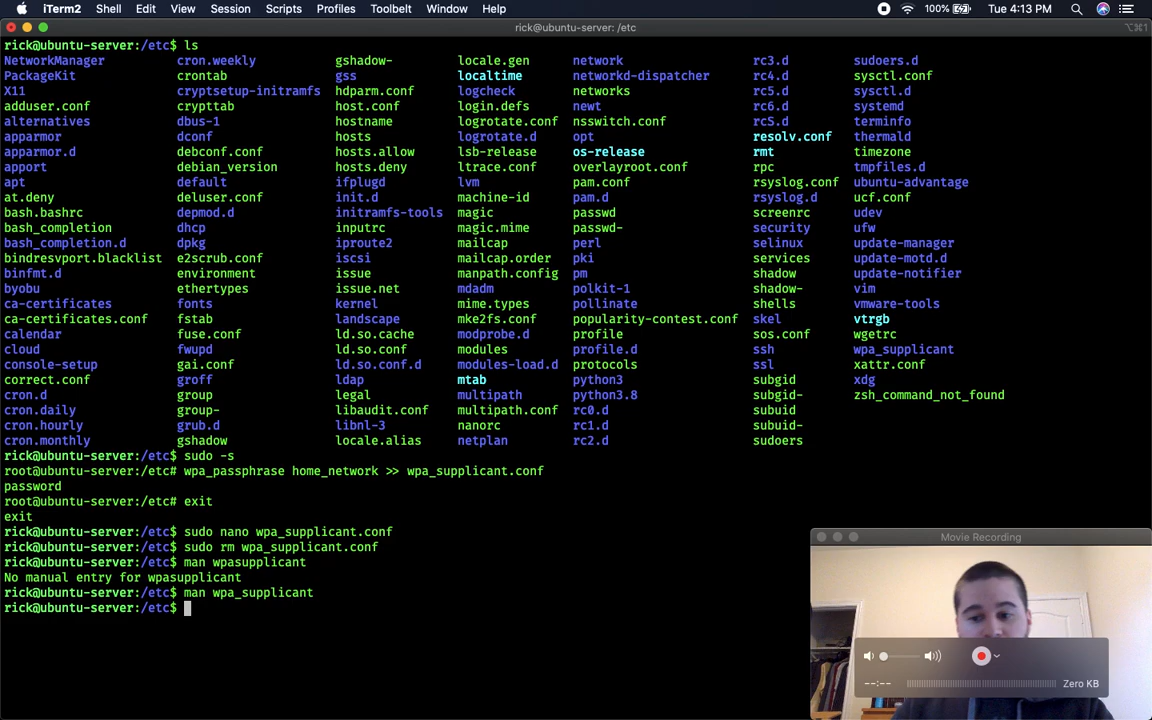 iTerm2 Shell Edit View Session Scripts Profiles Toolbelt Window Help 100% Tue 4:13 PM
rick@ubuntu-server: /etc ⌥⌘1
rick@ubuntu-server:/etc$ ls
NetworkManager cron.weekly gshadow- locale.gen network rc3.d sudoers.d
PackageKit crontab gss localtime networkd-dispatcher rc4.d sysctl.conf
X11 cryptsetup-initramfs hdparm.conf logcheck networks rc5.d sysctl.d
adduser.conf crypttab host.conf login.defs newt rc6.d systemd
alternatives dbus-1 hostname logrotate.conf nsswitch.conf rcS.d terminfo
apparmor dconf hosts logrotate.d opt resolv.conf thermald
apparmor.d debconf.conf hosts.allow lsb-release os-release rmt timezone
apport debian_version hosts.deny ltrace.conf overlayroot.conf rpc tmpfiles.d
apt default ifplugd lvm pam.conf rsyslog.conf ubuntu-advantage
at.deny deluser.conf init.d machine-id pam.d rsyslog.d ucf.conf
bash.bashrc depmod.d initramfs-tools magic passwd screenrc udev
bash_completion dhcp inputrc magic.mime passwd- security ufw
bash_completion.d dpkg iproute2 mailcap perl selinux update-manager
bindresvport.blacklist e2scrub.conf iscsi mailcap.order pki services update-motd.d
binfmt.d environment issue manpath.config pm shadow update-notifier
byobu ethertypes issue.net mdadm polkit-1 shadow- vim
ca-certificates fonts kernel mime.types pollinate shells vmware-tools
ca-certificates.conf fstab landscape mke2fs.conf popularity-contest.conf skel vtrgb
calendar fuse.conf ld.so.cache modprobe.d profile sos.conf wgetrc
cloud fwupd ld.so.conf modules profile.d ssh wpa_supplicant
console-setup gai.conf ld.so.conf.d modules-load.d protocols ssl xattr.conf
correct.conf groff ldap mtab python3 subgid xdg
cron.d group legal multipath python3.8 subgid- zsh_command_not_found
cron.daily group- libaudit.conf multipath.conf rc0.d subuid
cron.hourly grub.d libnl-3 nanorc rc1.d subuid-
cron.monthly gshadow locale.alias netplan rc2.d sudoers
rick@ubuntu-server:/etc$ sudo -s
root@ubuntu-server:/etc# wpa_passphrase home_network >> wpa_supplicant.conf
password
root@ubuntu-server:/etc# exit
exit
rick@ubuntu-server:/etc$ sudo nano wpa_supplicant.conf
rick@ubuntu-server:/etc$ sudo rm wpa_supplicant.conf
rick@ubuntu-server:/etc$ man wpasupplicant
No manual entry for wpasupplicant
rick@ubuntu-server:/etc$ man wpa_supplicant
rick@ubuntu-server:/etc$
Movie Recording
--:-- Zero KB